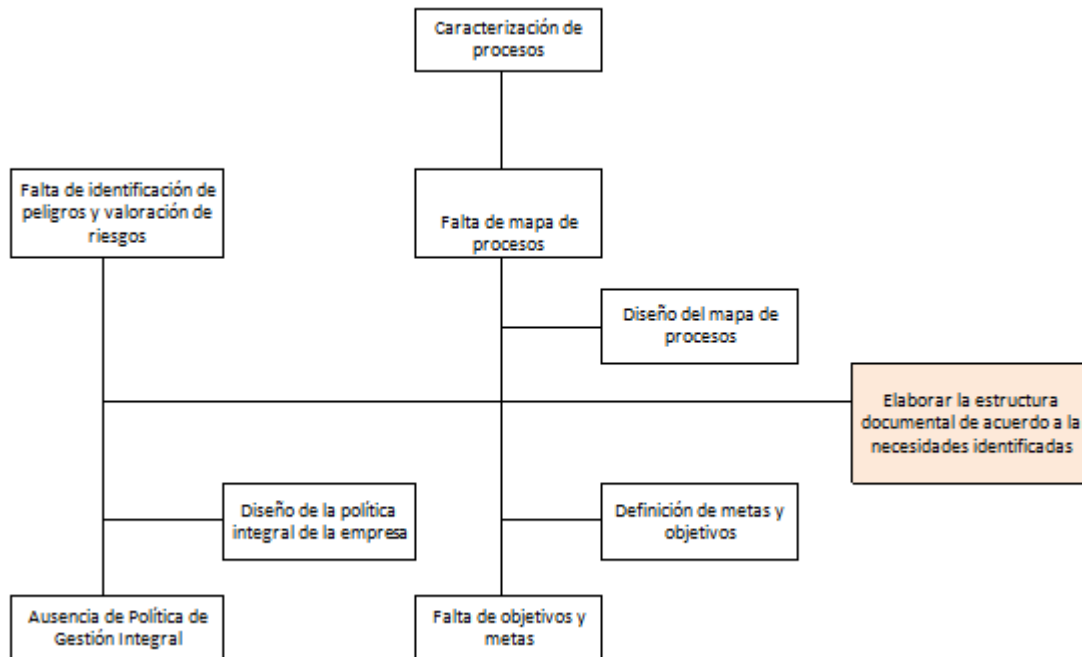 Caracterización de
procesos
Falta de identificación de
peligros y valoración de
riesgos
Falta de mapa de
procesos
Diseño del mapa de
procesos
Elaborar la estructura
documental de acuerdo a la
necesidades identificadas
Diseño de la política
integral de la empresa
Definición de metas y
objetivos
Ausencia de Política de
Gestión Integral
Falta de objetivos y
metas